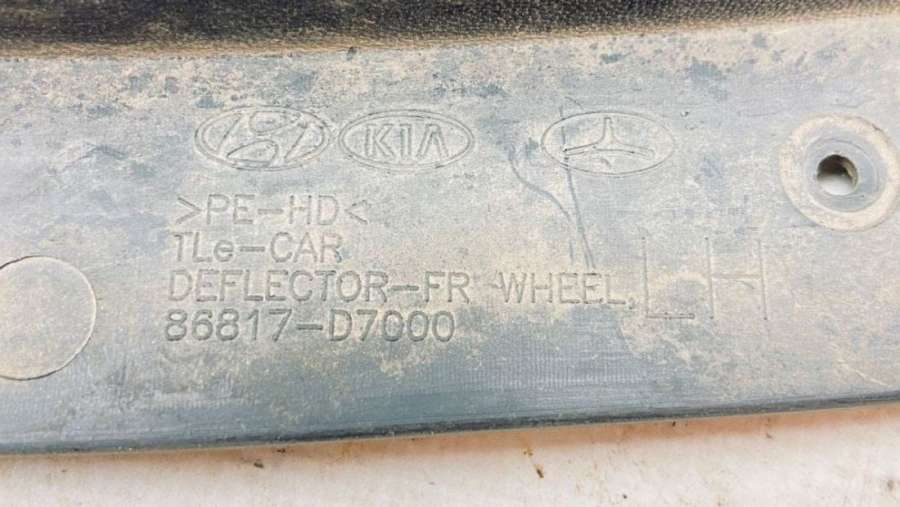 KIA
>PE-HD<
TLe-CAR
DEFLECTOR-FR WHEEL, LH
86817-D7000